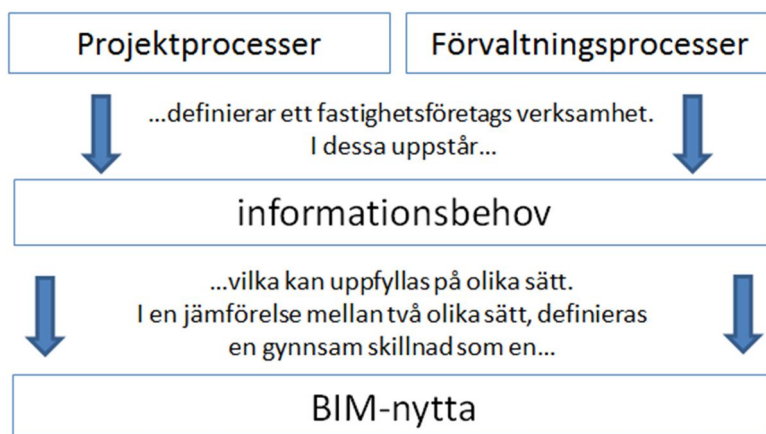 Projektprocesser
Förvaltningsprocesser
...definierar ett fastighetsföretags verksamhet.
I dessa uppstår...
informationsbehov
...vilka kan uppfyllas på olika sätt.
I en jämförelse mellan två olika sätt, definieras
en gynnsam skillnad som en...
BIM-nytta